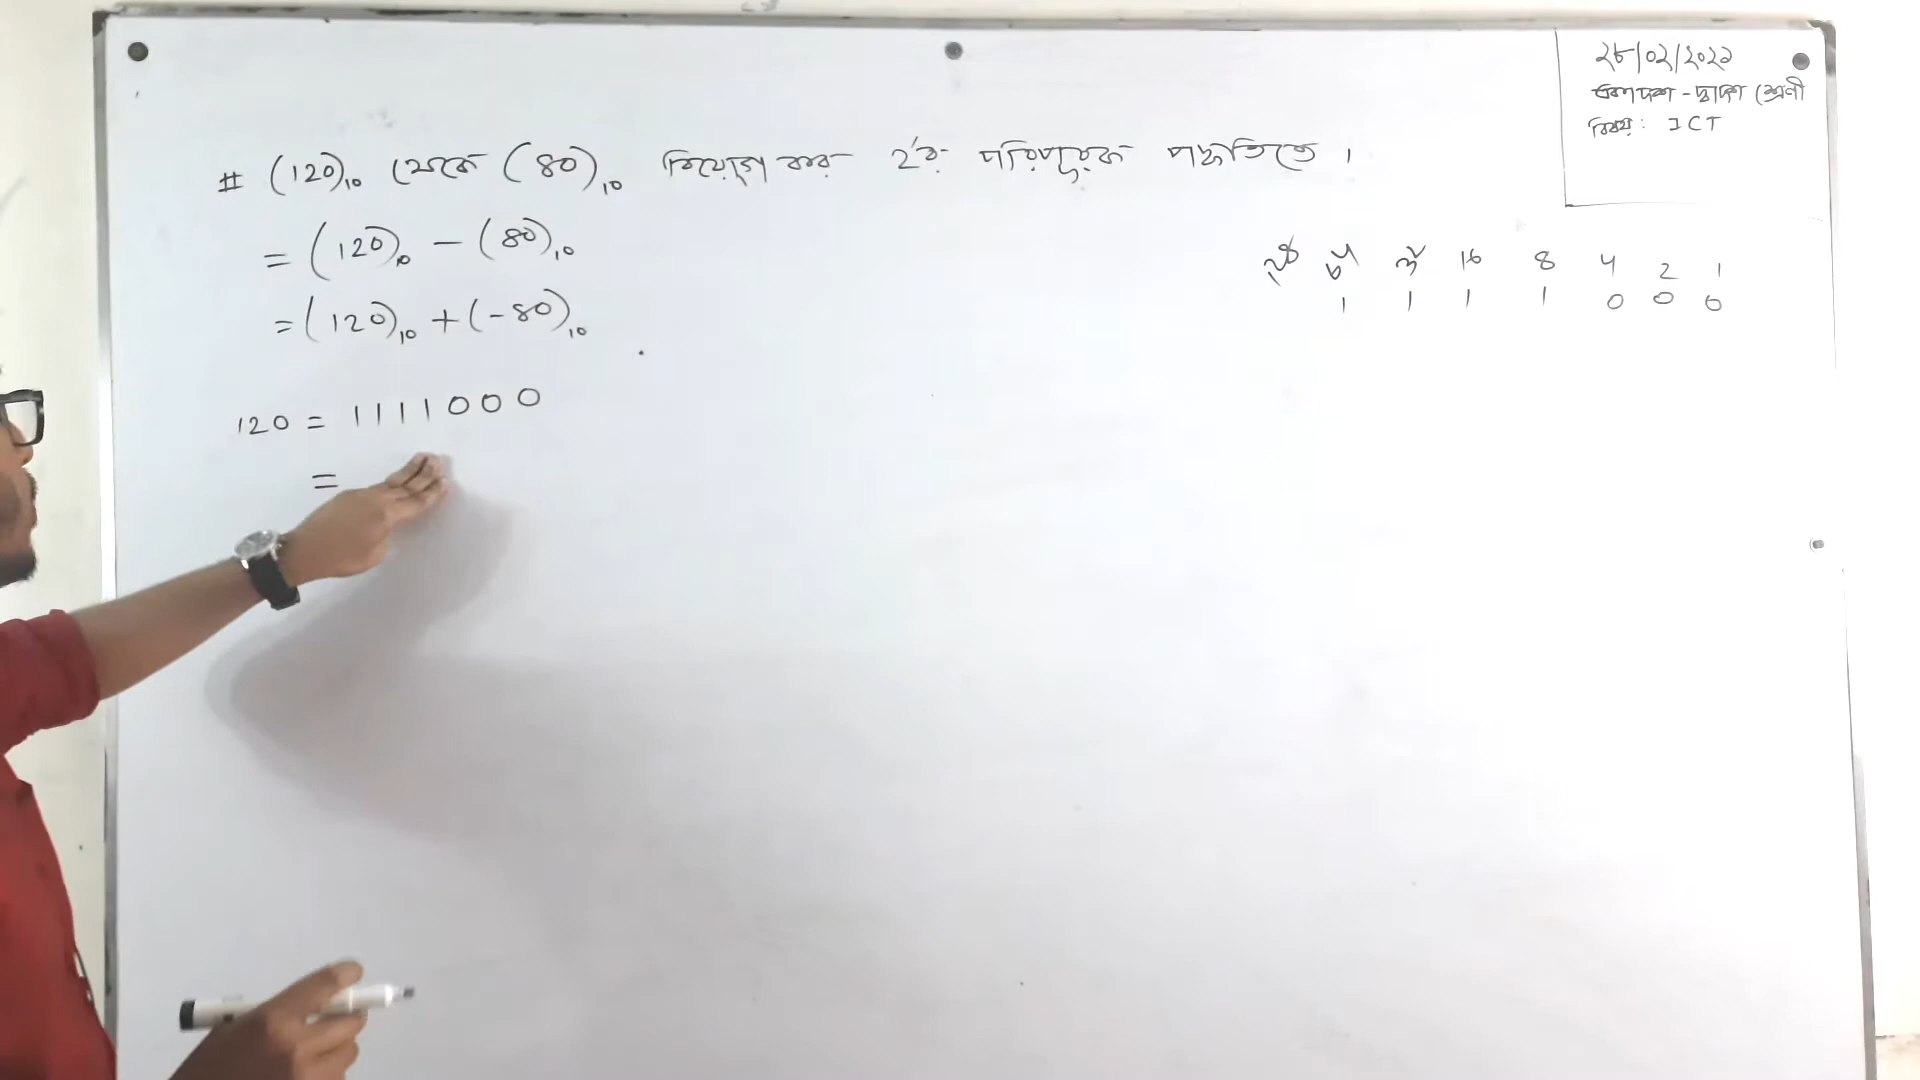 ২৮/০২/২০২১
একাদশ - দ্বাদশ শ্রেণী
বিষয়: ICT
# (120)₁₀ থেকে (80)₁₀ বিয়োগ কর 2'র পরিপূরক পদ্ধতিতে।
= (120)₁₀ − (80)₁₀
= (120)₁₀ + (−80)₁₀
128 64 32 16 8 4 2 1
1 1 1 1 0 0 0
120 = 1111000
=